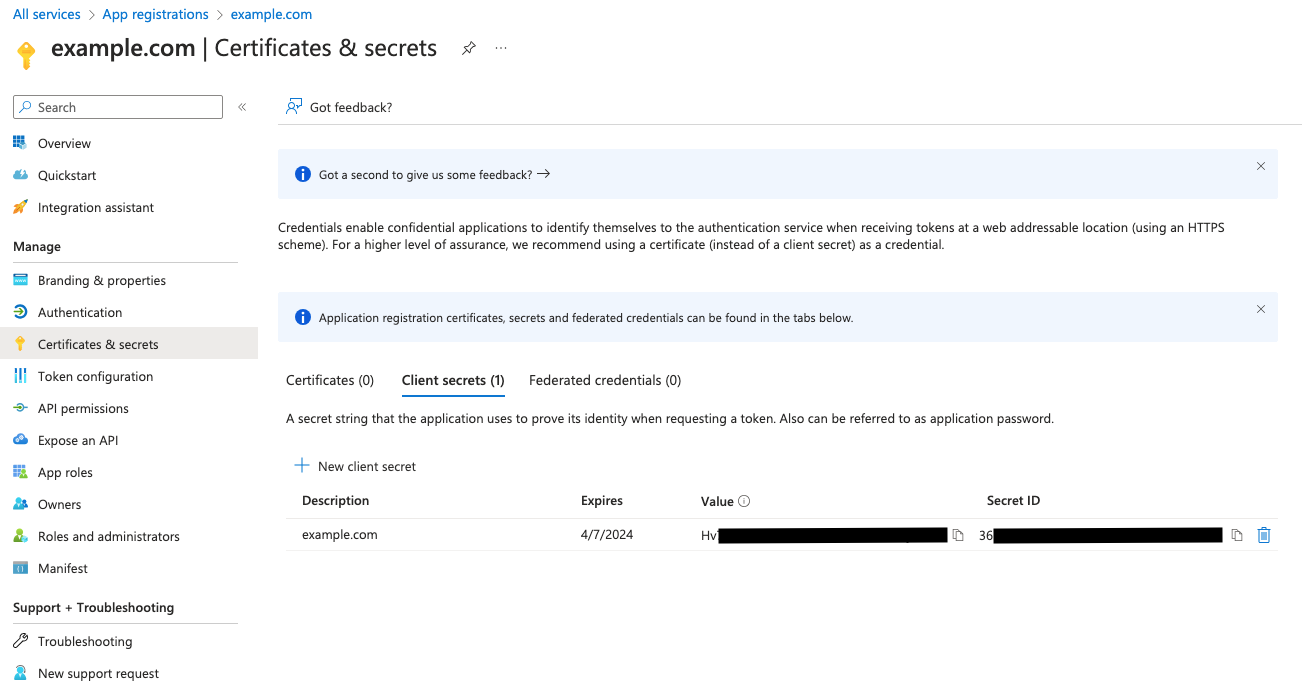 All services > App registrations > example.com
example.com | Certificates & secrets
Search
Overview
Quickstart
Integration assistant
Manage
Branding & properties
Authentication
Certificates & secrets
Token configuration
API permissions
Expose an API
App roles
Owners
Roles and administrators
Manifest
Support + Troubleshooting
Troubleshooting
New support request
Got feedback?
Got a second to give us some feedback?
Credentials enable confidential applications to identify themselves to the authentication service when receiving tokens at a web addressable location (using an HTTPS
scheme). For a higher level of assurance, we recommend using a certificate (instead of a client secret) as a credential.
Application registration certificates, secrets and federated credentials can be found in the tabs below.
Certificates (0) Client secrets (1) Federated credentials (0)
A secret string that the application uses to prove its identity when requesting a token. Also can be referred to as application password.
New client secret
Description Expires Value Secret ID
example.com 4/7/2024 Hv 36